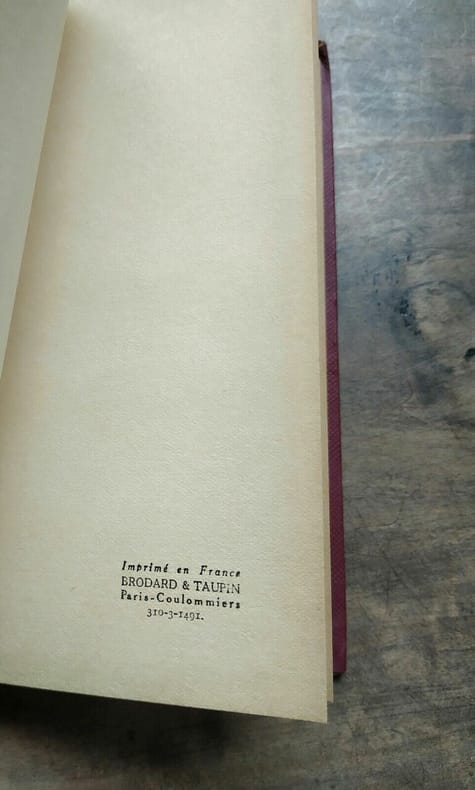 Imprimé en France
BRODARD & TAUPIN
Paris-Coulommiers
310-3-1491.